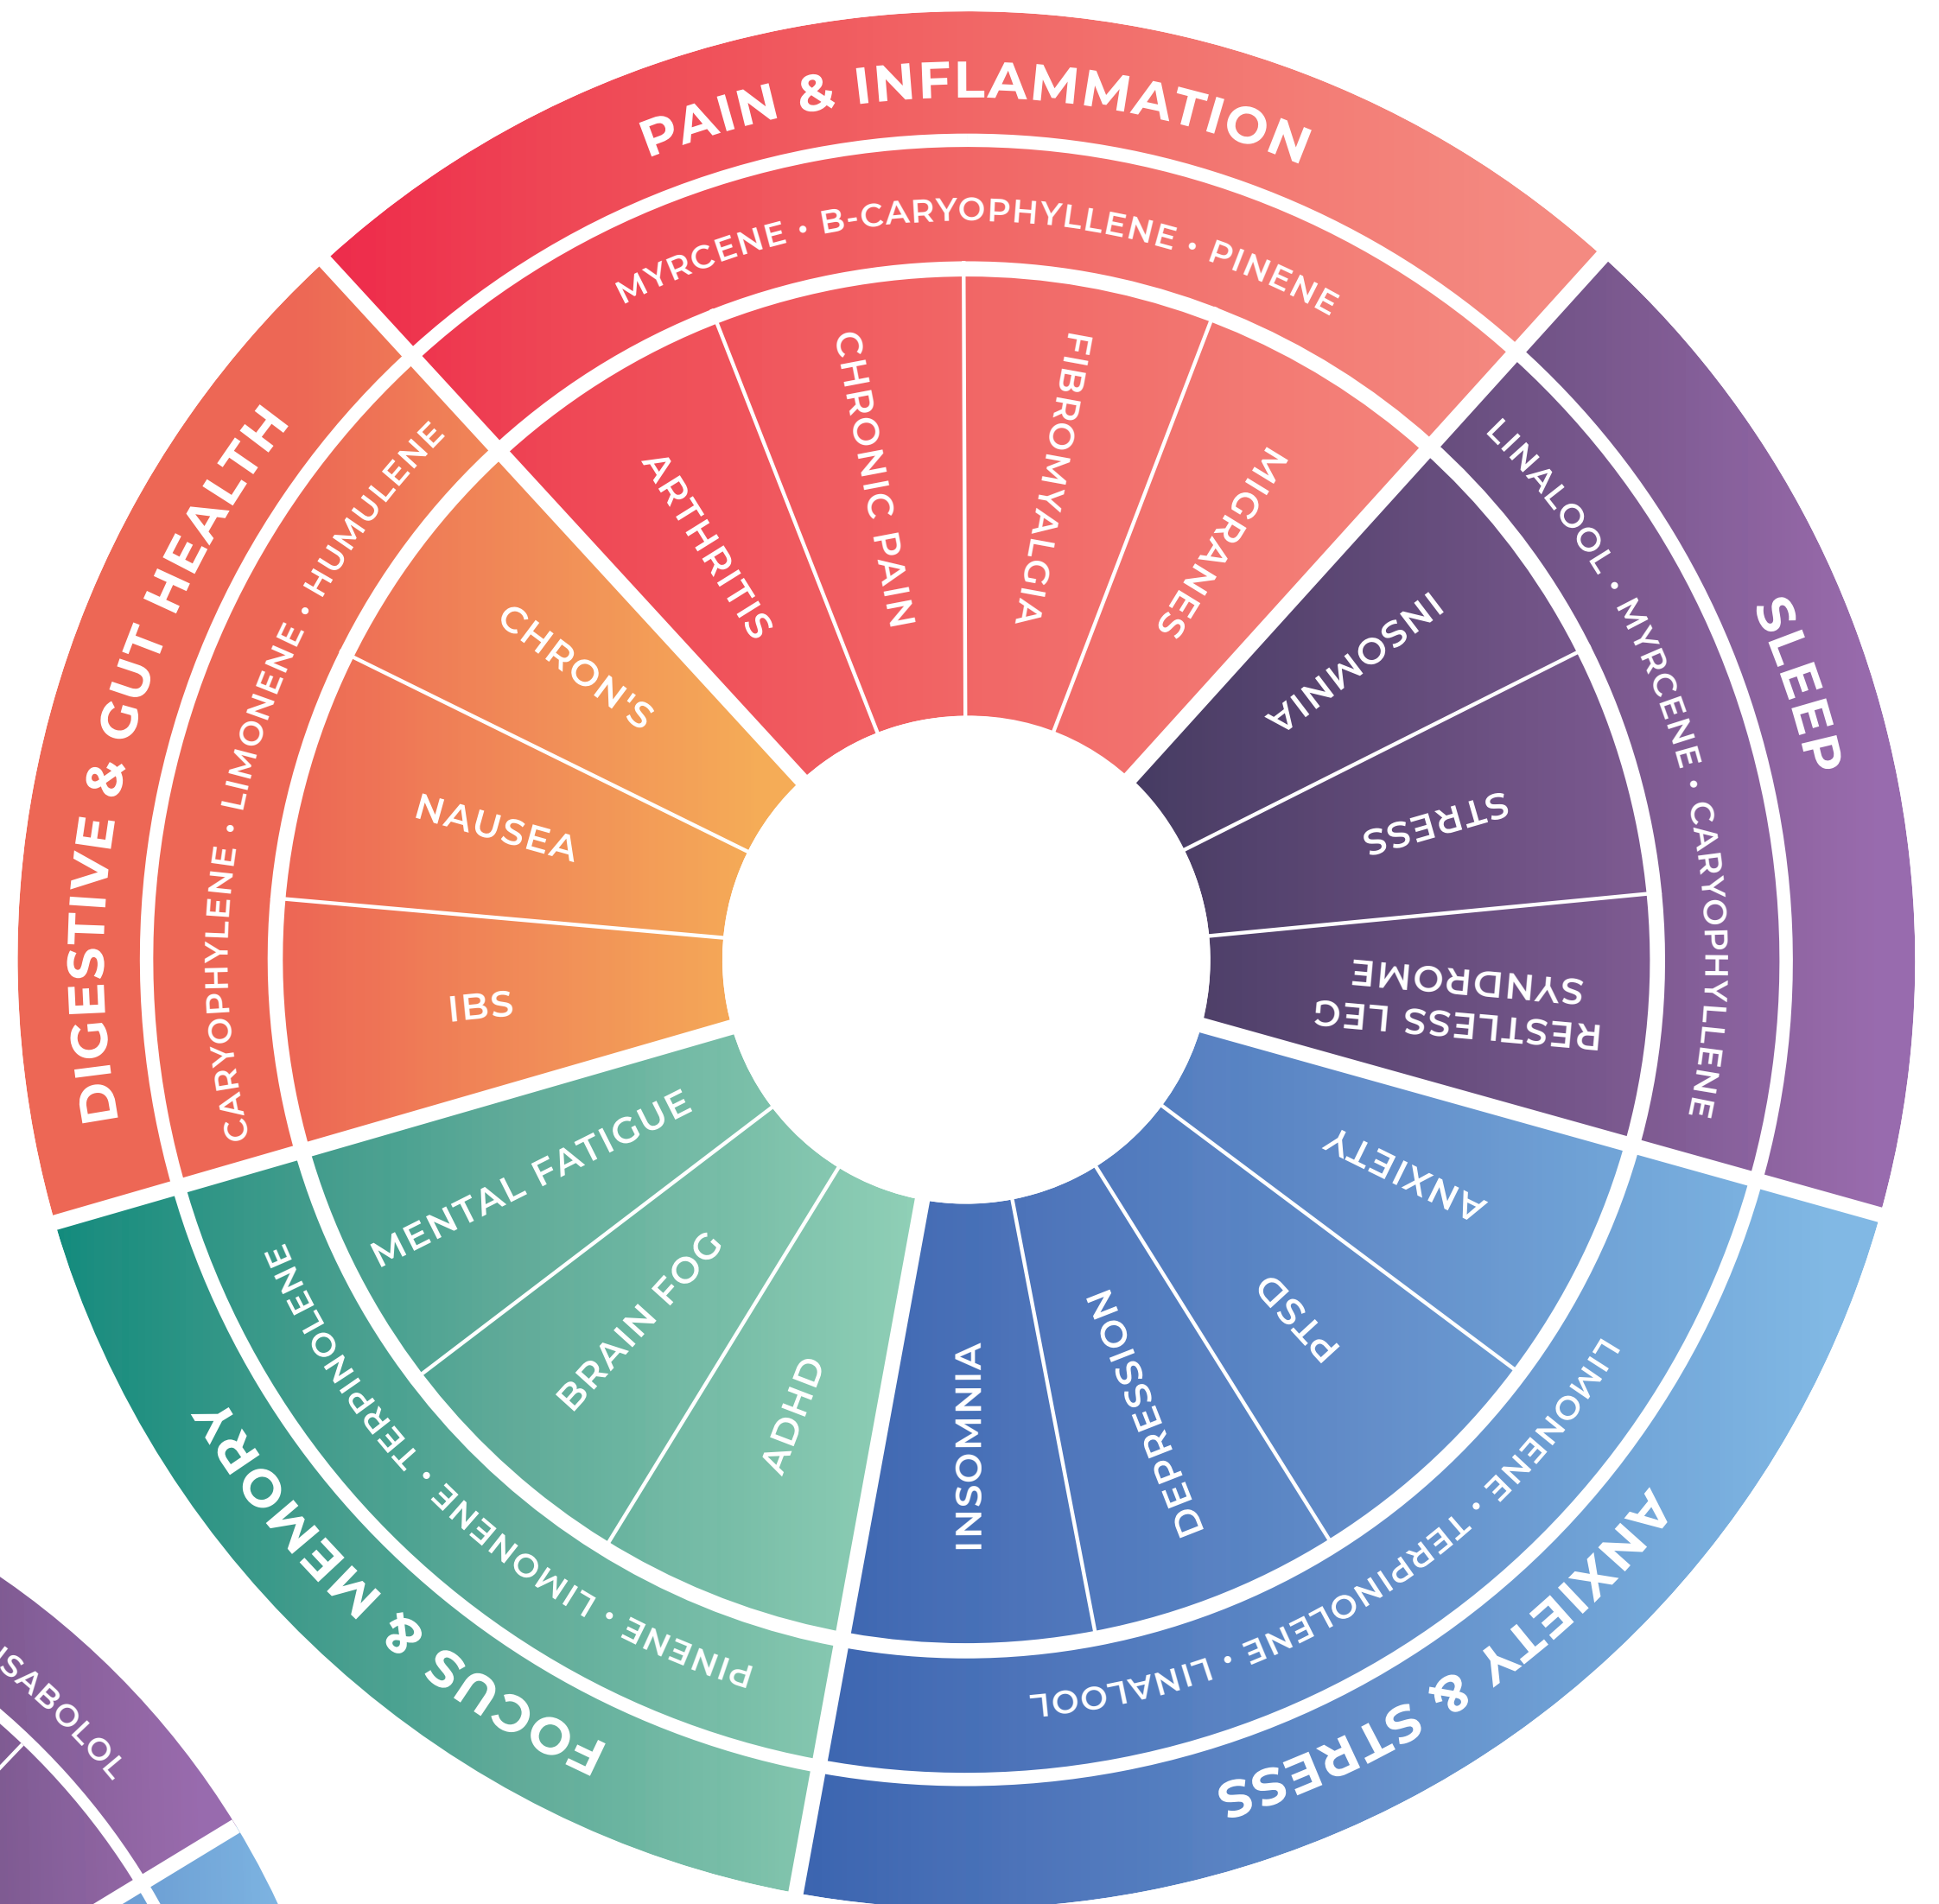 PAIN & INFLAMMATION
MYRCENE • B-CARYOPHYLLENE • PINENE
ARTHRITIS
CHRONIC PAIN
FIBROMYALGIA
MIGRANES
SLEEP
LINALOOL • MYRCENE • CARYOPHYLLENE
INSOMNIA
STRESS
RESTLESS LEG
SYNDROME
ANXIETY & STRESS
LIMONENE • TERPINOLENE • LINALOOL
ANXIETY
PTSD
DEPRESSION
INSOMNIA
FOCUS & MEMORY
PINENE • LIMONENE • TERPINOLENE
ADHD
BRAIN FOG
MENTAL FATIGUE
DIGESTIVE & GUT HEALTH
CARYOPHYLENE • LIMONENE • HUMULENE
IBS
NAUSEA
CHRONS